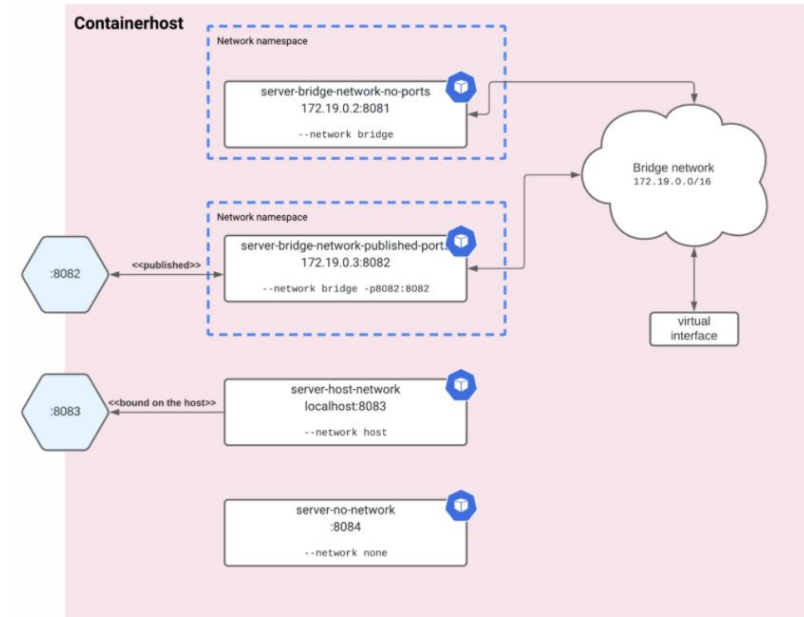 Containerhost
Network namespace
server-bridge-network-no-ports
172.19.0.2:8081
--network bridge
Bridge network
172.19.0.0/16
Network namespace
server-bridge-network-published-ports
172.19.0.3:8082
--network bridge -p8082:8082
:8082
<<published>>
virtual
interface
server-host-network
localhost:8083
--network host
:8083
<<bound on the host>>
server-no-network
:8084
--network none